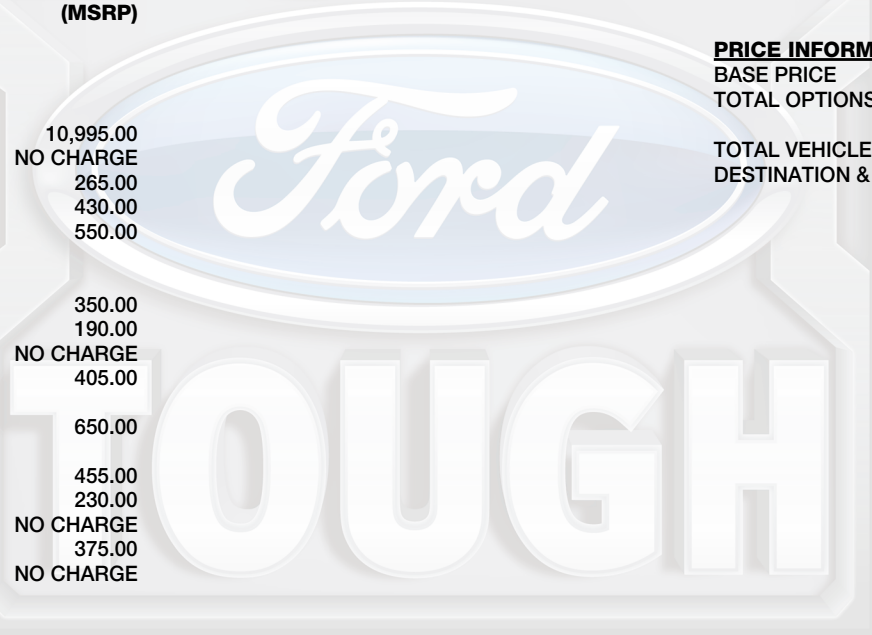 (MSRP)
10,995.00
NO CHARGE
265.00
430.00
550.00
350.00
190.00
NO CHARGE
405.00
650.00
455.00
230.00
NO CHARGE
375.00
NO CHARGE
PRICE INFORM
BASE PRICE
TOTAL OPTIONS
TOTAL VEHICLE
DESTINATION &
Ford
TOUGH